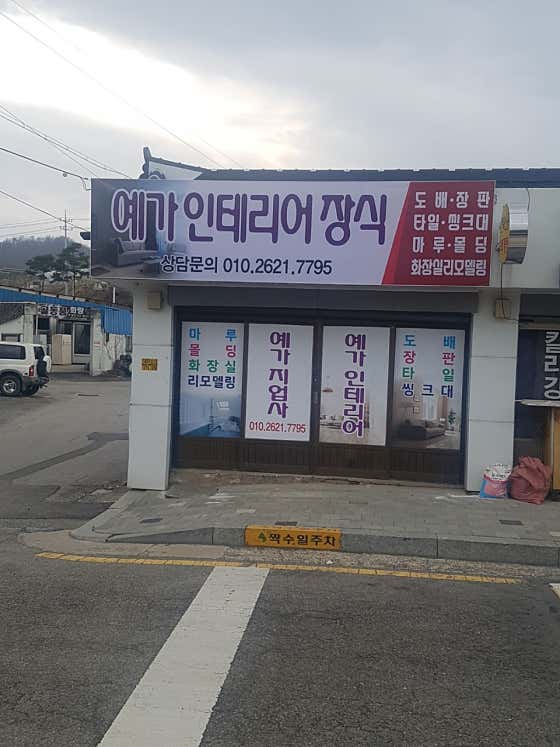 예가 인테리어 장식
상담문의 010.2621.7795
도배·장판
타일·씽크대
마루·몰딩
화장실리모델링
마루
몰딩
화장실
리모델링
예가 지업사
010.2621.7795
예가 인테리어
도배
장판
타일
씽크대
짝수일주차